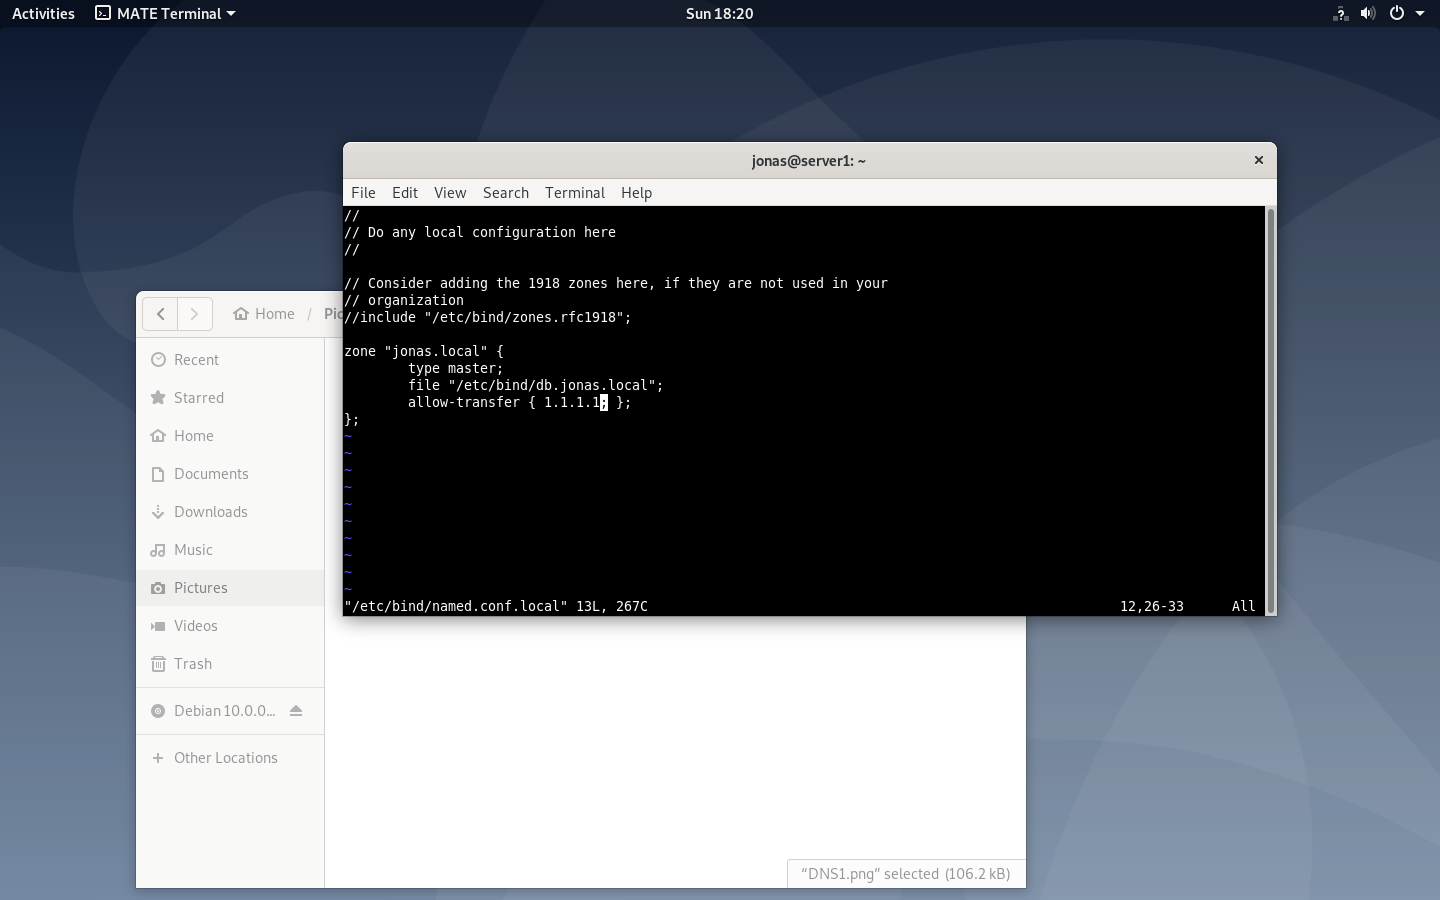 Activities
MATE Terminal
Sun 18:20
jonas@server1: ~
File Edit View Search Terminal Help
//
// Do any local configuration here
//
// Consider adding the 1918 zones here, if they are not used in your
// organization
//include "/etc/bind/zones.rfc1918";
zone "jonas.local" {
        type master;
        file "/etc/bind/db.jonas.local";
        allow-transfer { 1.1.1.1; };
};
~
~
~
~
~
~
~
~
~
~
"/etc/bind/named.conf.local" 13L, 267C 12,26-33 All
Home / Pic
Recent
Starred
Home
Documents
Downloads
Music
Pictures
Videos
Trash
Debian 10.0.0...
Other Locations
“DNS1.png” selected (106.2 kB)